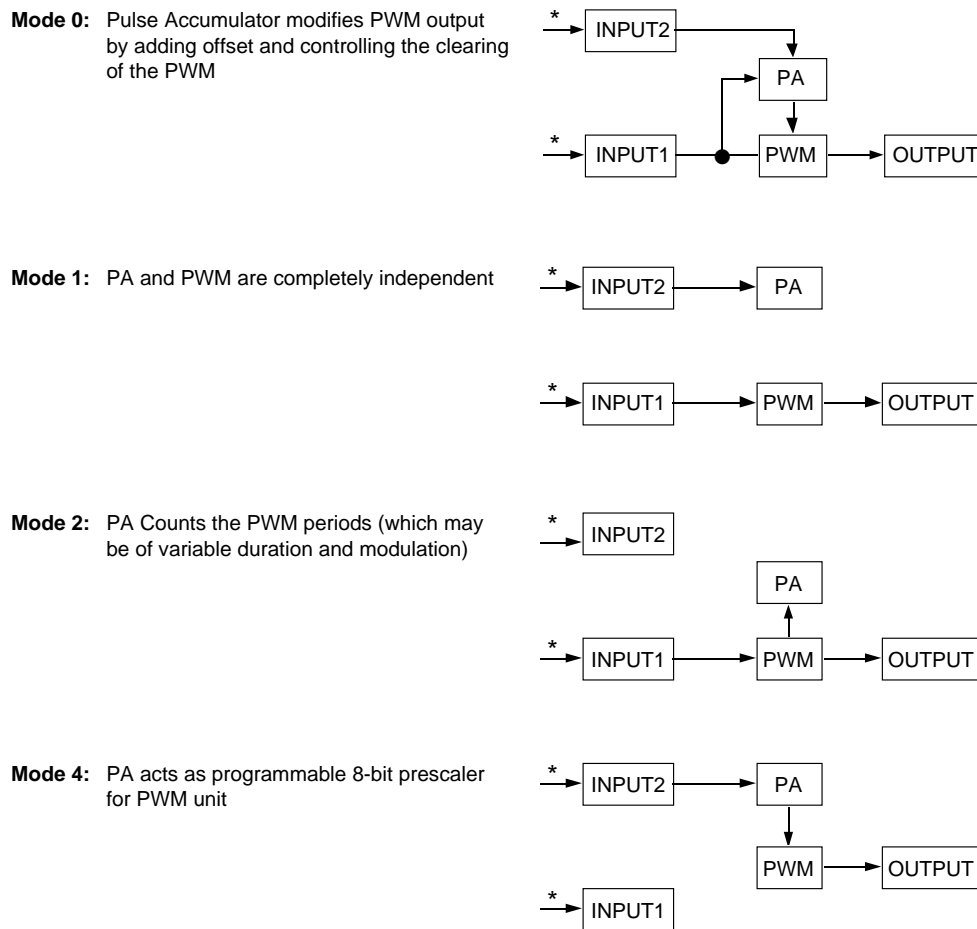 Mode 0: Pulse Accumulator modifies PWM output
by adding offset and controlling the clearing
of the PWM
* INPUT2
PA
* INPUT1 PWM OUTPUT
Mode 1: PA and PWM are completely independent
* INPUT2 PA
* INPUT1 PWM OUTPUT
Mode 2: PA Counts the PWM periods (which may
be of variable duration and modulation)
* INPUT2
PA
* INPUT1 PWM OUTPUT
Mode 4: PA acts as programmable 8-bit prescaler
for PWM unit
* INPUT2 PA
PWM OUTPUT
* INPUT1